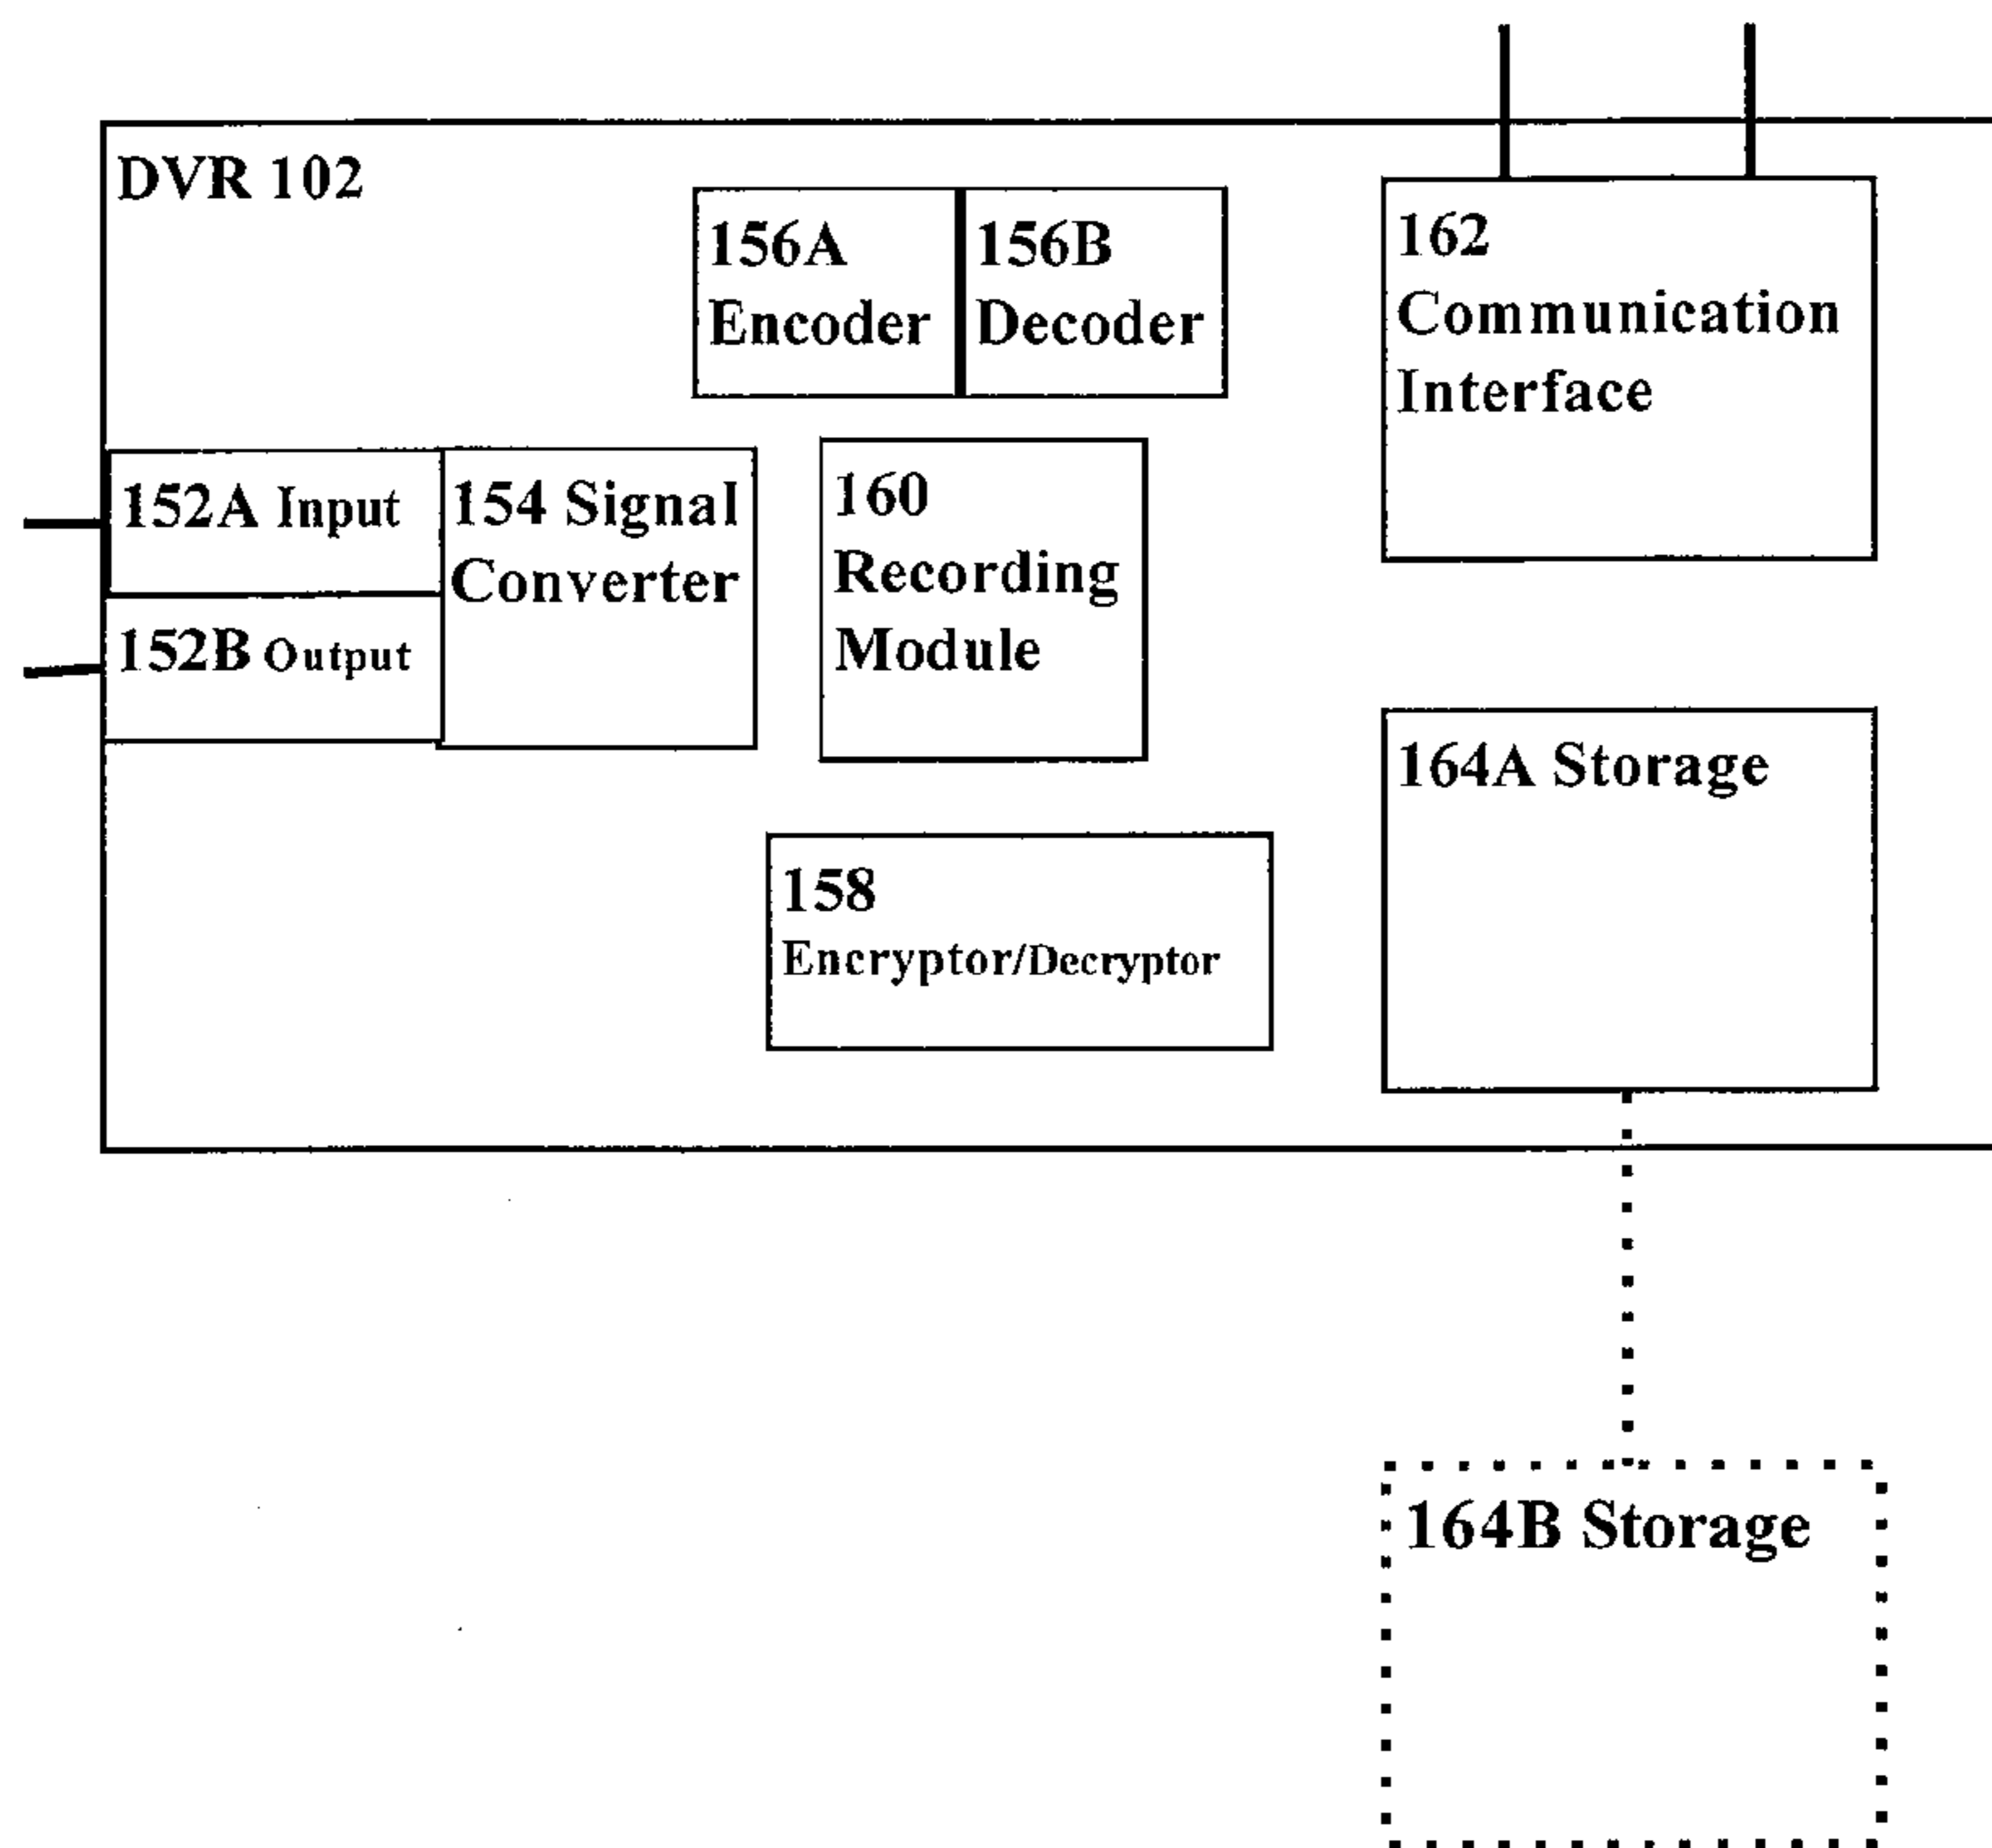 DVR 102
156A
Encoder
156B
Decoder
162
Communication
Interface
152A Input
152B Output
154 Signal
Converter
160
Recording
Module
164A Storage
158
Encryptor/Decryptor
164B Storage